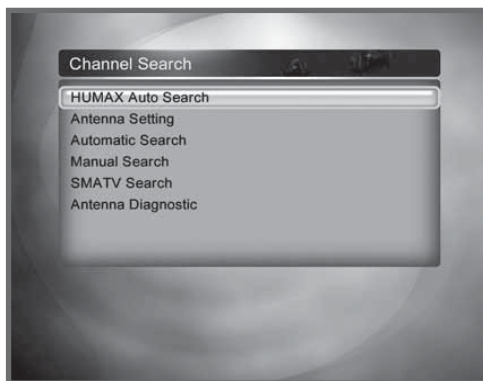 Channel Search
HUMAX Auto Search
Antenna Setting
Automatic Search
Manual Search
SMATV Search
Antenna Diagnostic